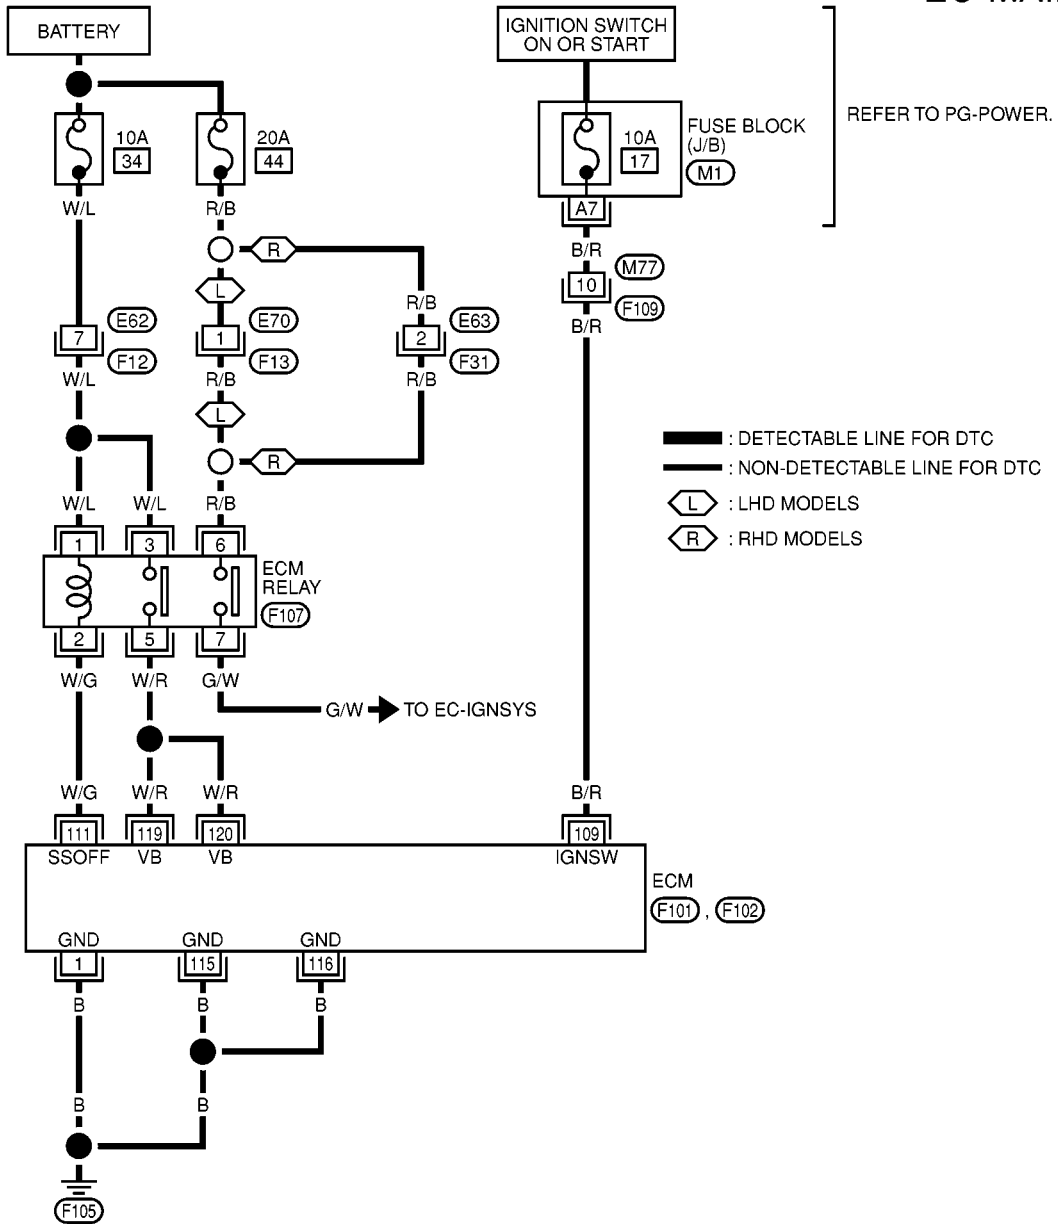 BATTERY
IGNITION SWITCH
ON OR START
REFER TO PG-POWER.
10A
34
20A
44
10A
17
FUSE BLOCK
(J/B)
M1
W/L
R/B
A7
B/R
R
L
M77
10
F109
R/B
B/R
7
E62
F12
1
E70
F13
2
E63
F31
W/L
R/B
R/B
L
R
: DETECTABLE LINE FOR DTC
: NON-DETECTABLE LINE FOR DTC
L : LHD MODELS
R : RHD MODELS
W/L W/L R/B
1 3 6
ECM
RELAY
F107
2 5 7
W/G W/R G/W
G/W TO EC-IGNSYS
W/G W/R W/R B/R
111 119 120 109
SSOFF VB VB IGNSW
ECM
F101 , F102
GND GND GND
1 115 116
B B B
B B
F105